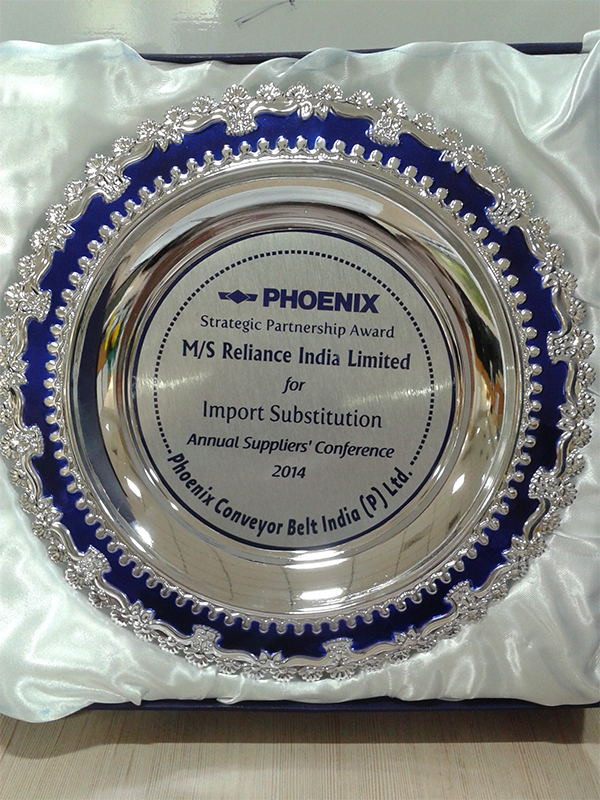 PHOENIX
Strategic Partnership Award
M/S Reliance India Limited
for
Import Substitution
Annual Suppliers' Conference
2014
Phoenix Conveyor Belt India (P) Ltd.